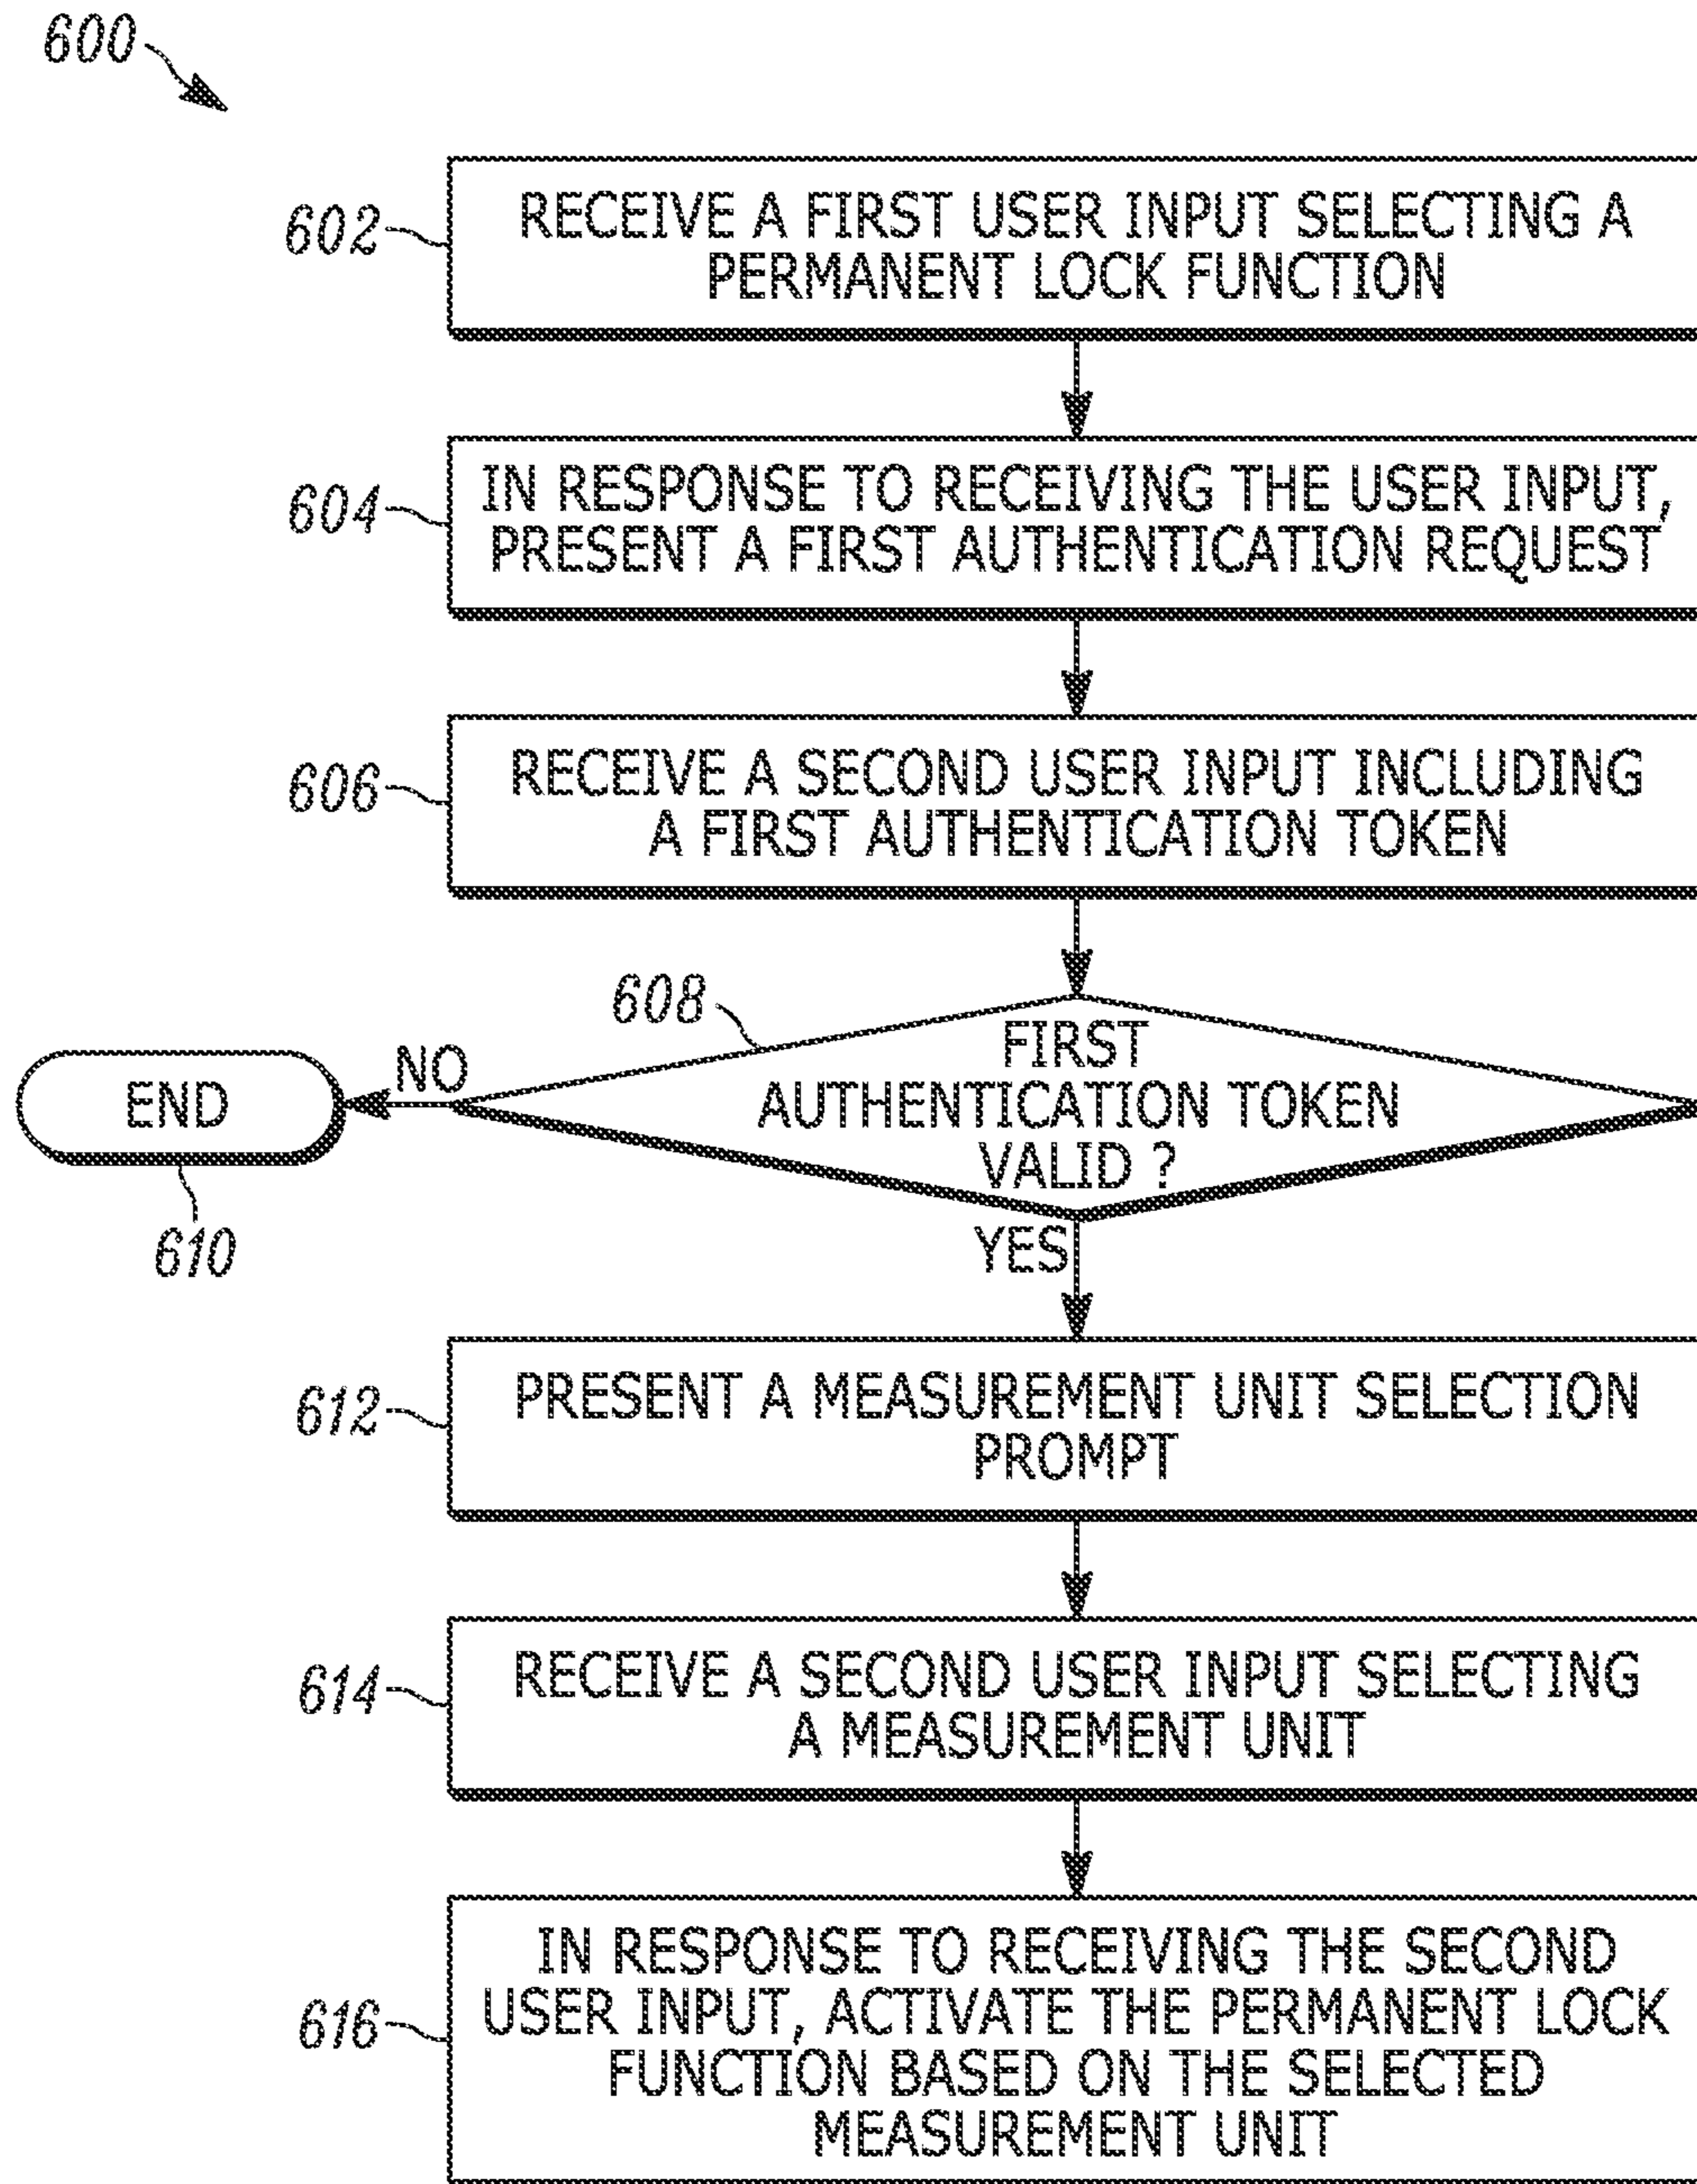 600
602
RECEIVE A FIRST USER INPUT SELECTING A
PERMANENT LOCK FUNCTION
604
IN RESPONSE TO RECEIVING THE USER INPUT,
PRESENT A FIRST AUTHENTICATION REQUEST
606
RECEIVE A SECOND USER INPUT INCLUDING
A FIRST AUTHENTICATION TOKEN
608
FIRST
AUTHENTICATION TOKEN
VALID ?
NO
END
610
YES
612
PRESENT A MEASUREMENT UNIT SELECTION
PROMPT
614
RECEIVE A SECOND USER INPUT SELECTING
A MEASUREMENT UNIT
616
IN RESPONSE TO RECEIVING THE SECOND
USER INPUT, ACTIVATE THE PERMANENT LOCK
FUNCTION BASED ON THE SELECTED
MEASUREMENT UNIT